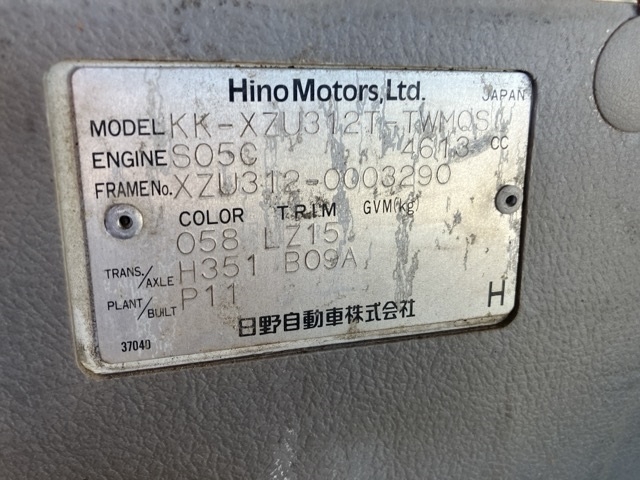 Hino Motors, Ltd.
JAPAN
MODEL KK-XZU312T-TWMQS
ENGINE S05C 4613 CC
FRAME No. XZU312-0003290
COLOR TRIM GVM(kg)
058 LZ15
TRANS./AXLE H351 B09A
PLANT/BUILT P11
H
日野自動車株式会社
37040